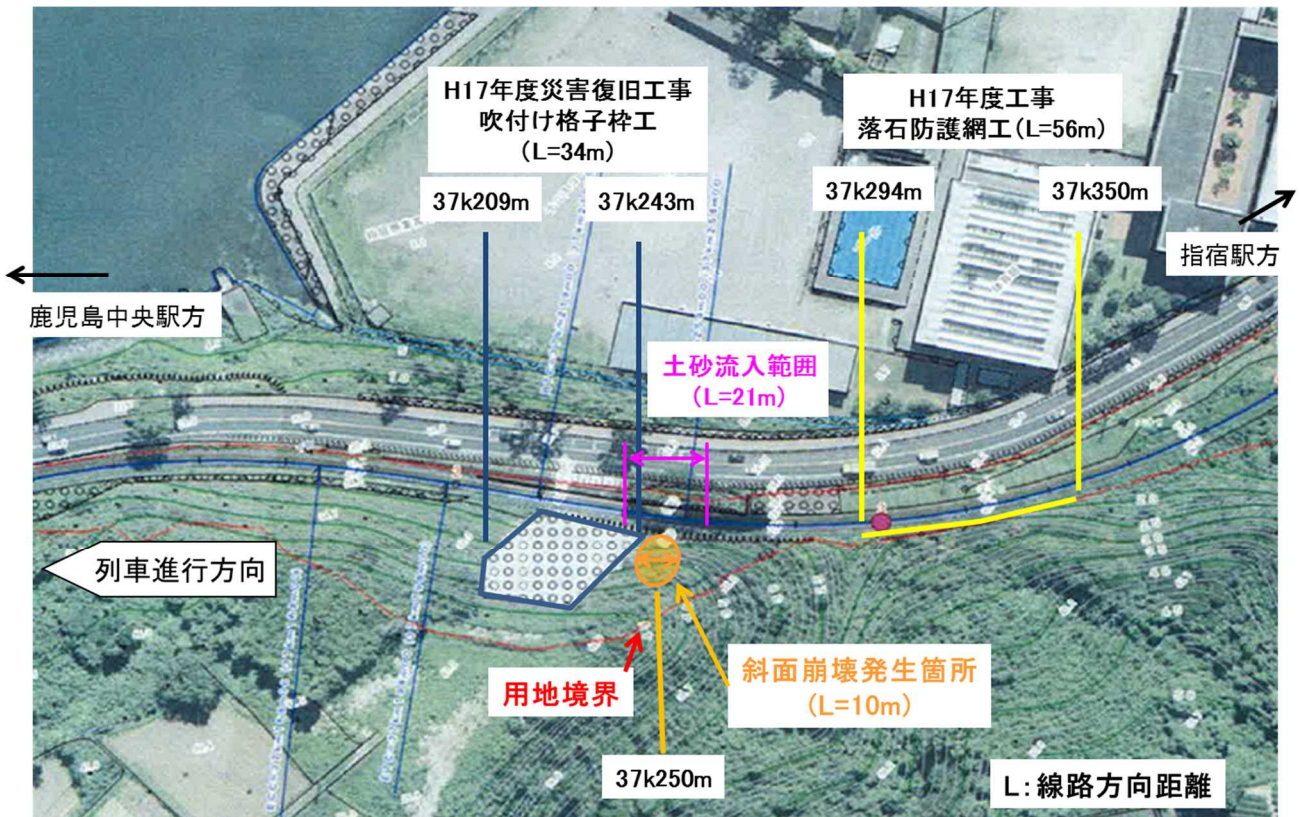 H17年度災害復旧工事
吹付け格子枠工
(L=34m)
H17年度工事
落石防護網工(L=56m)
37k209m
37k243m
37k294m
37k350m
指宿駅方
鹿児島中央駅方
土砂流入範囲
(L=21m)
列車進行方向
用地境界
斜面崩壊発生箇所
(L=10m)
37k250m
L:線路方向距離